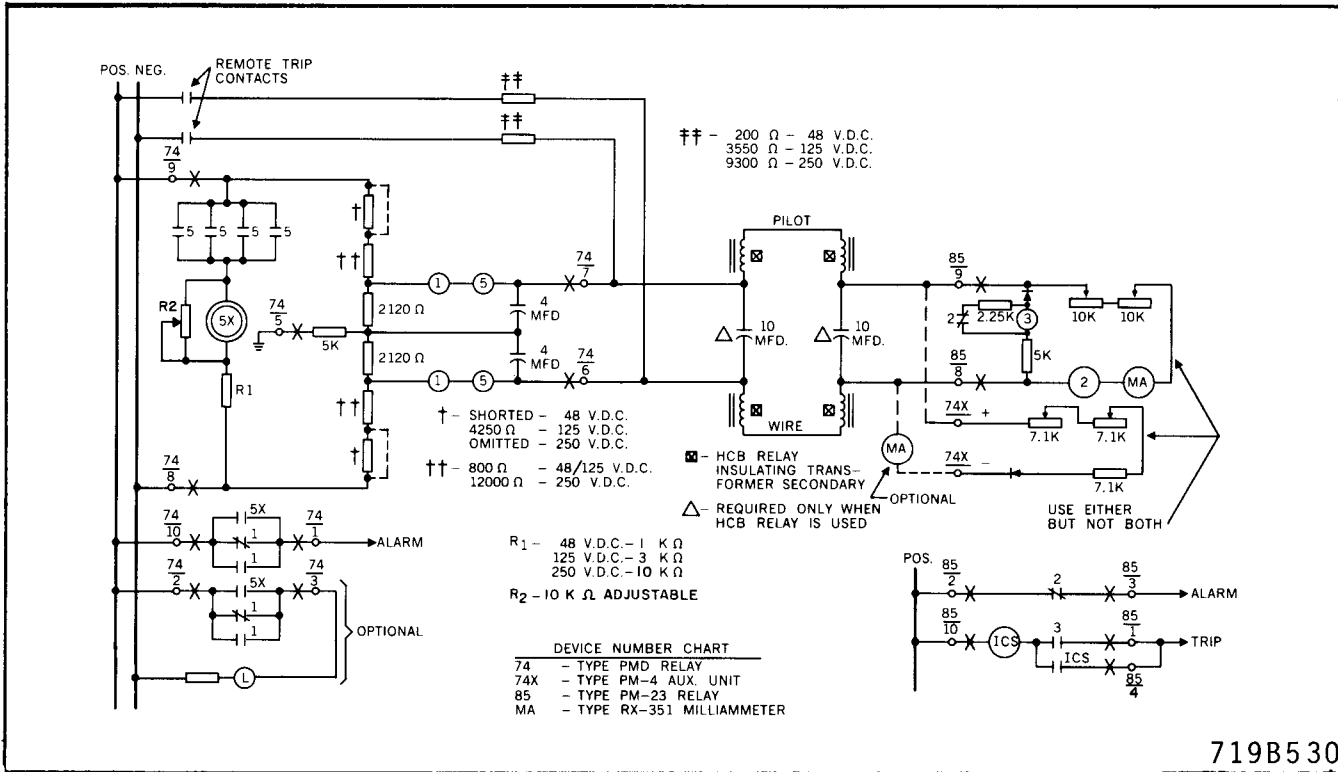 POS. NEG.
REMOTE TRIP
CONTACTS
‡‡
‡‡
‡‡ - 200 Ω - 48 V.D.C.
3550 Ω - 125 V.D.C.
9300 Ω - 250 V.D.C.
74
9
†
5 5 5 5
††
R2
5X
74
5
5K
R1
2120 Ω
2120 Ω
1 5
1 5
4
MFD
4
MFD
74
7
74
6
††
†
74
8
† - SHORTED - 48 V.D.C.
4250 Ω - 125 V.D.C.
OMITTED - 250 V.D.C.
†† - 800 Ω - 48/125 V.D.C.
12000 Ω - 250 V.D.C.
PILOT
WIRE
10
MFD.
10
MFD.
- HCB RELAY
INSULATING TRANS-
FORMER SECONDARY
△ - REQUIRED ONLY WHEN
HCB RELAY IS USED
85
9
2
2.25K
3
5K
10K 10K
85
8
2 MA
74X +
7.1K 7.1K
MA
74X -
7.1K
OPTIONAL
USE EITHER
BUT NOT BOTH
74
10
5X
1
1
74
1
ALARM
74
2
5X
1
1
74
3
OPTIONAL
L
R1 - 48 V.D.C. - 1 K Ω
125 V.D.C. - 3 K Ω
250 V.D.C. - 10 K Ω
R2 - 10 K Ω ADJUSTABLE
DEVICE NUMBER CHART
74 - TYPE PMD RELAY
74X - TYPE PM-4 AUX. UNIT
85 - TYPE PM-23 RELAY
MA - TYPE RX-351 MILLIAMMETER
POS.
85
2
2
85
3
ALARM
85
10
ICS
3
85
1
TRIP
ICS
85
4
719B530